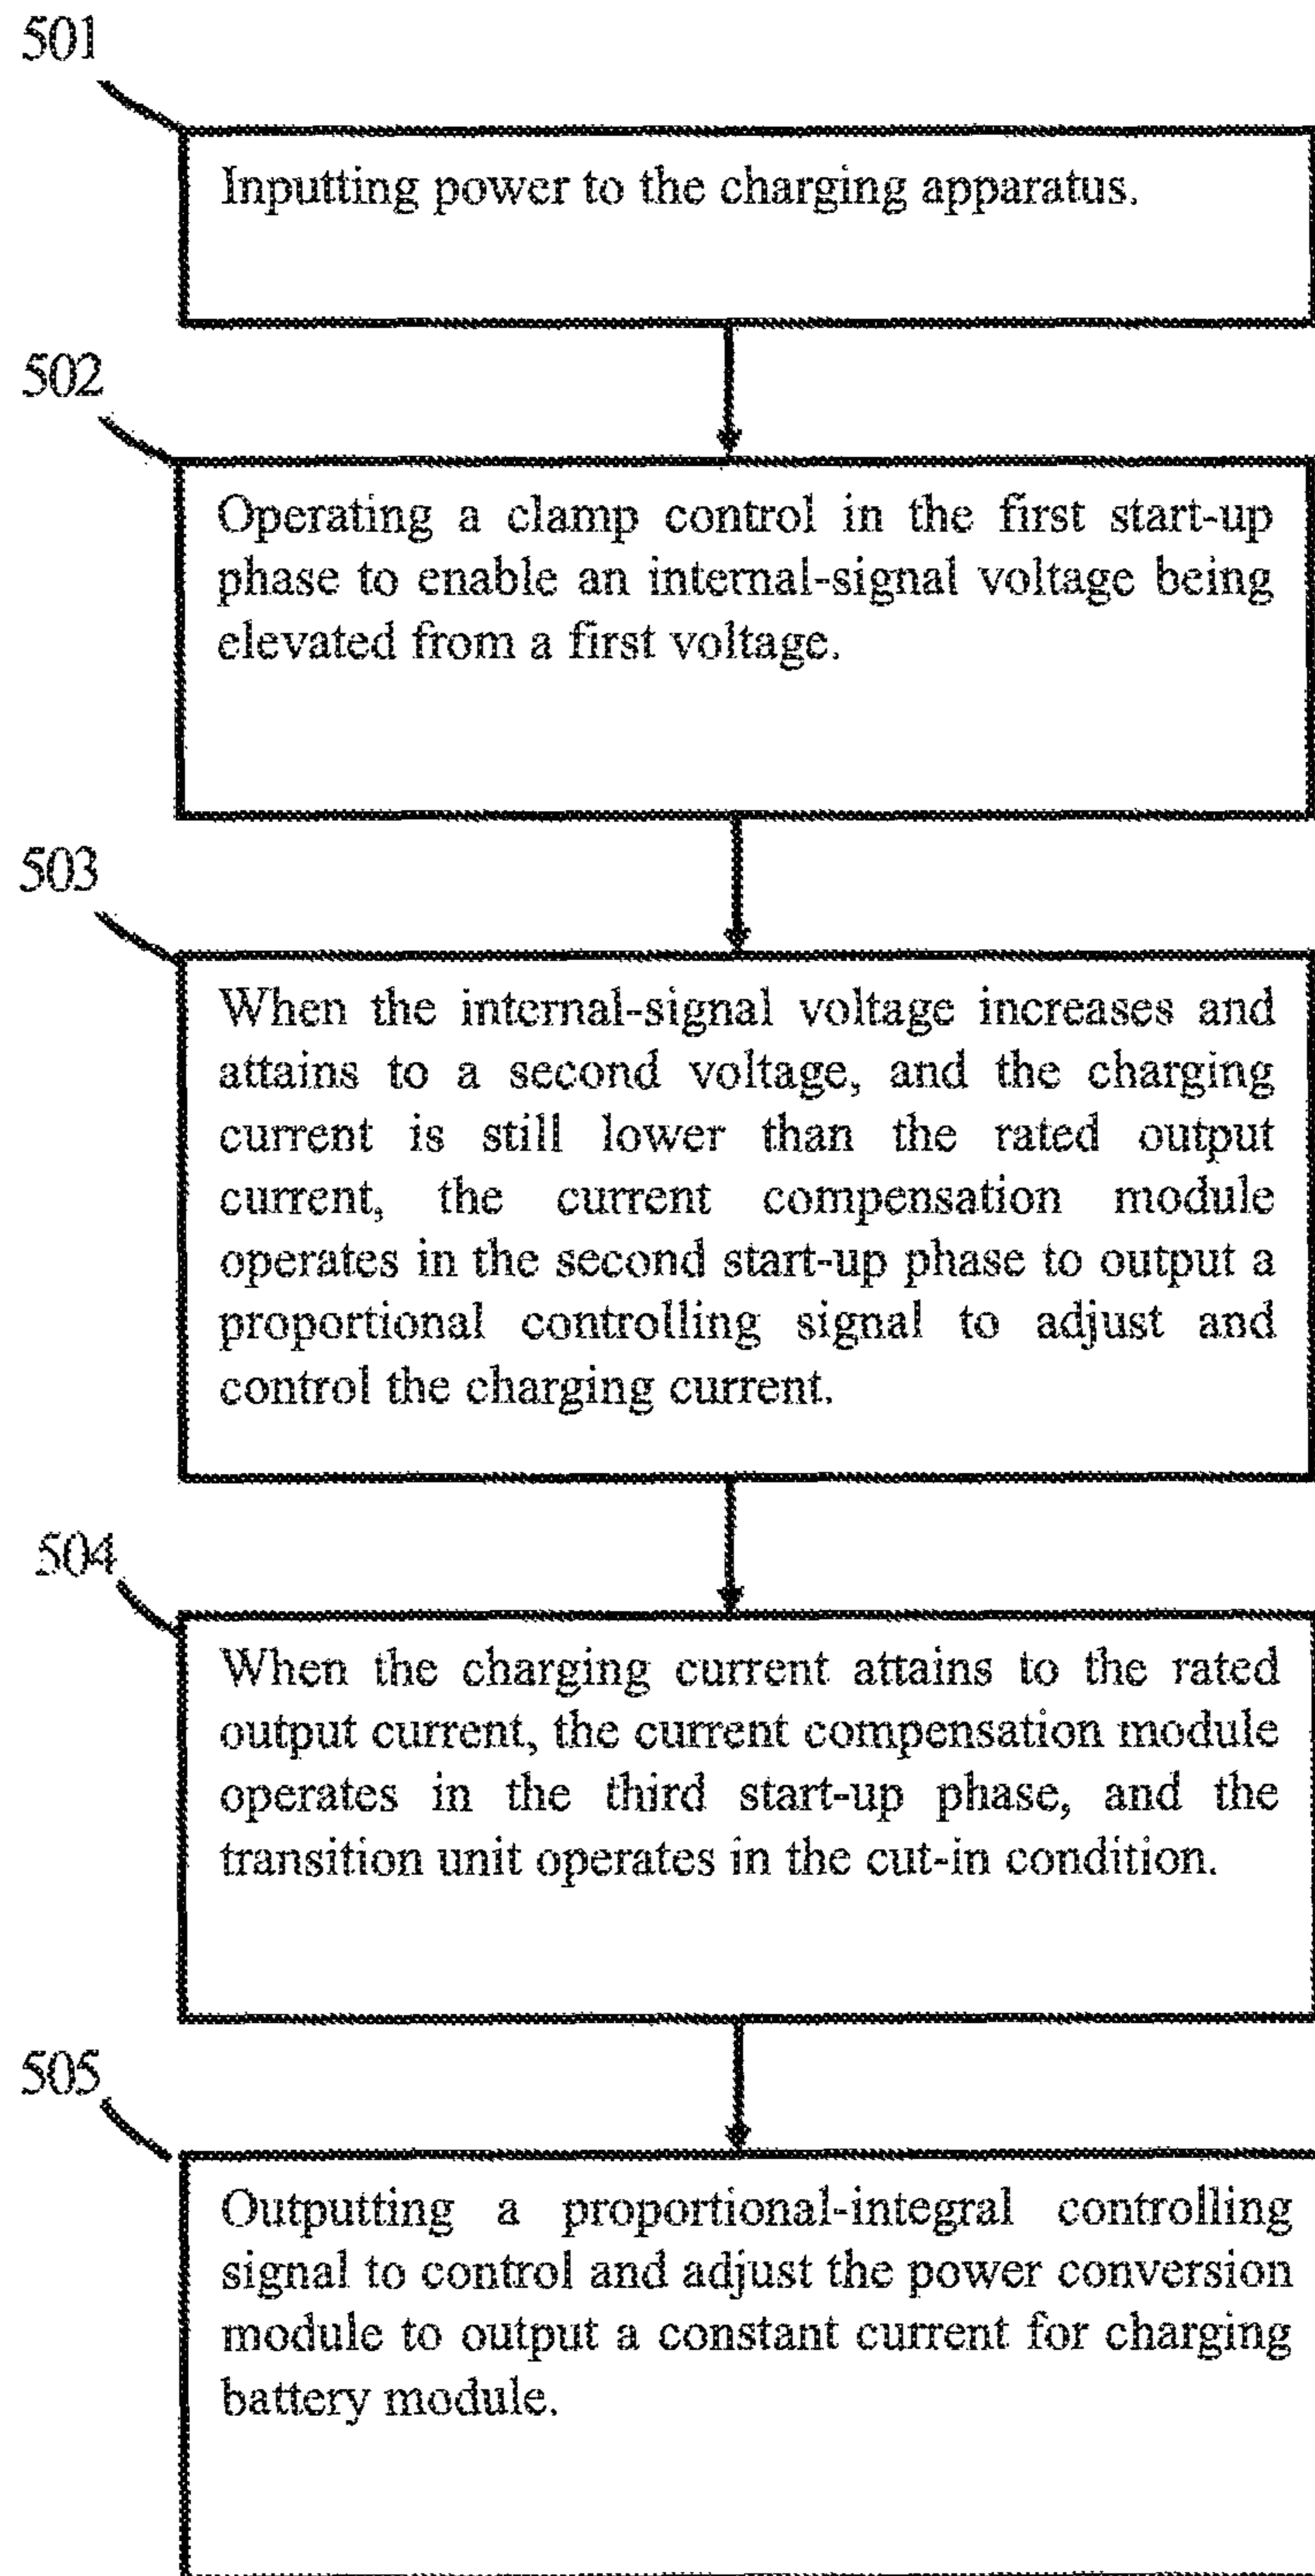 501
Inputting power to the charging apparatus.
502
Operating a clamp control in the first start-up
phase to enable an internal-signal voltage being
elevated from a first voltage.
503
When the internal-signal voltage increases and
attains to a second voltage, and the charging
current is still lower than the rated output
current, the current compensation module
operates in the second start-up phase to output a
proportional controlling signal to adjust and
control the charging current.
504
When the charging current attains to the rated
output current, the current compensation module
operates in the third start-up phase, and the
transition unit operates in the cut-in condition.
505
Outputting a proportional-integral controlling
signal to control and adjust the power conversion
module to output a constant current for charging
battery module.